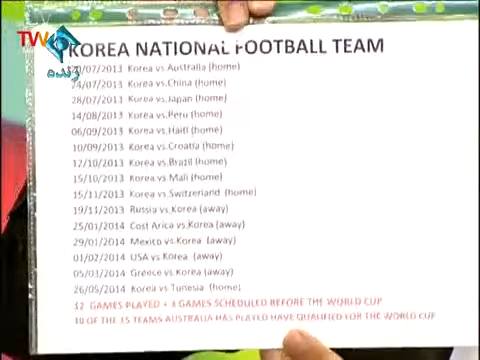 TW
زنده
KOREA NATIONAL FOOTBALL TEAM
20/07/2013 Korea vs.Australia (home)
24/07/2013 Korea vs.China (home)
28/07/2013 Korea vs.Japan (home)
14/08/2013 Korea vs.Peru (home)
06/09/2013 Korea vs.Haiti (home)
10/09/2013 Korea vs.Croatia (home)
12/10/2013 Korea vs.Brazil (home)
15/10/2013 Korea vs.Mali (home)
15/11/2013 Korea vs.Switzerland (home)
19/11/2013 Russia vs.Korea (away)
25/01/2014 Cost Arica vs.Korea (away)
29/01/2014 Mexico vs.Korea (away)
01/02/2014 USA vs Korea (away)
05/03/2014 Greece vs Korea (away)
26/05/2014 Korea vs Tunesia (home)
12 GAMES PLAYED + 3 GAMES SCHEDULED BEFORE THE WORLD CUP
10 OF THE 15 TEAMS AUSTRALIA HAS PLAYED HAVE QUALIFIED FOR THE WORLD CUP